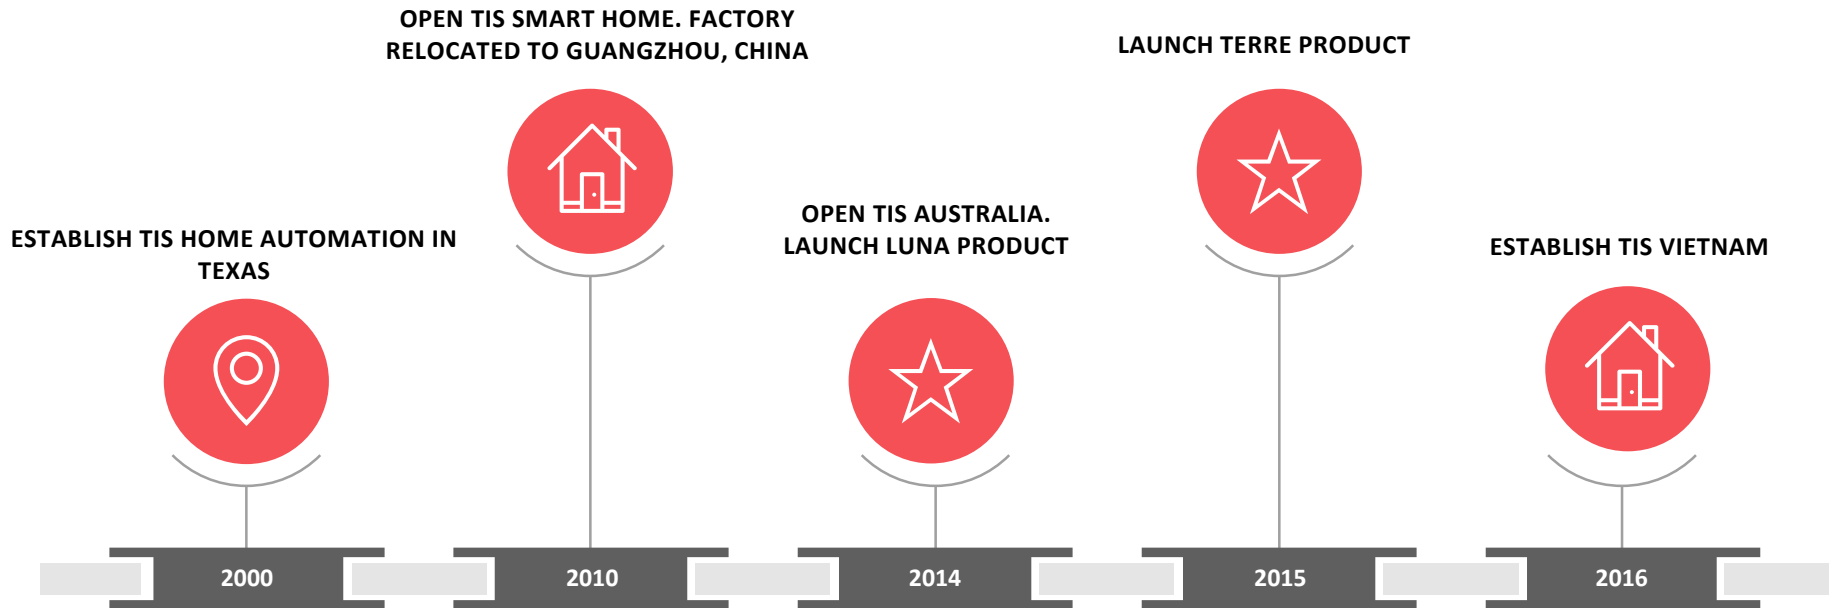 OPEN TIS SMART HOME. FACTORY
RELOCATED TO GUANGZHOU, CHINA
LAUNCH TERRE PRODUCT
OPEN TIS AUSTRALIA.
LAUNCH LUNA PRODUCT
ESTABLISH TIS HOME AUTOMATION IN
TEXAS
ESTABLISH TIS VIETNAM
2000
2010
2014
2015
2016